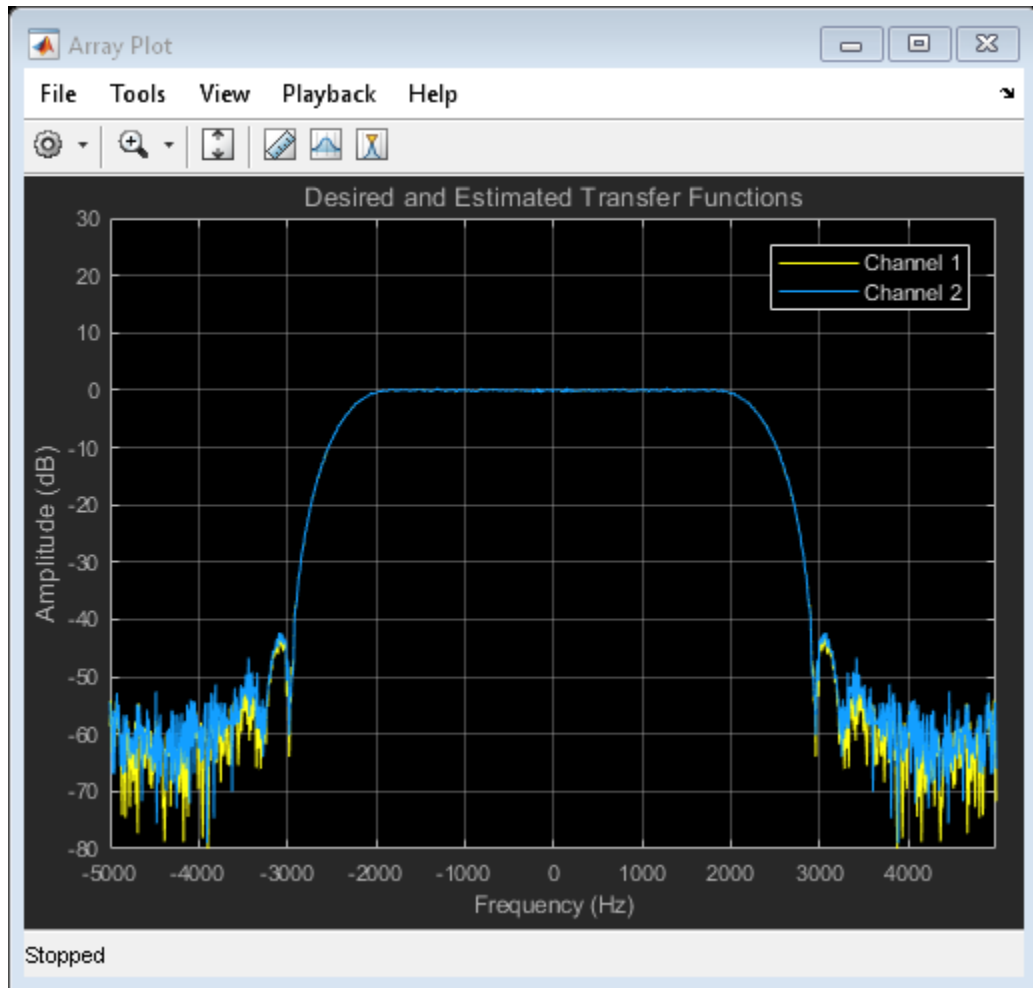 Array Plot
File Tools View Playback Help
Desired and Estimated Transfer Functions
Channel 1
Channel 2
30
20
10
0
-10
-20
-30
-40
-50
-60
-70
-80
Amplitude (dB)
-5000 -4000 -3000 -2000 -1000 0 1000 2000 3000 4000
Frequency (Hz)
Stopped